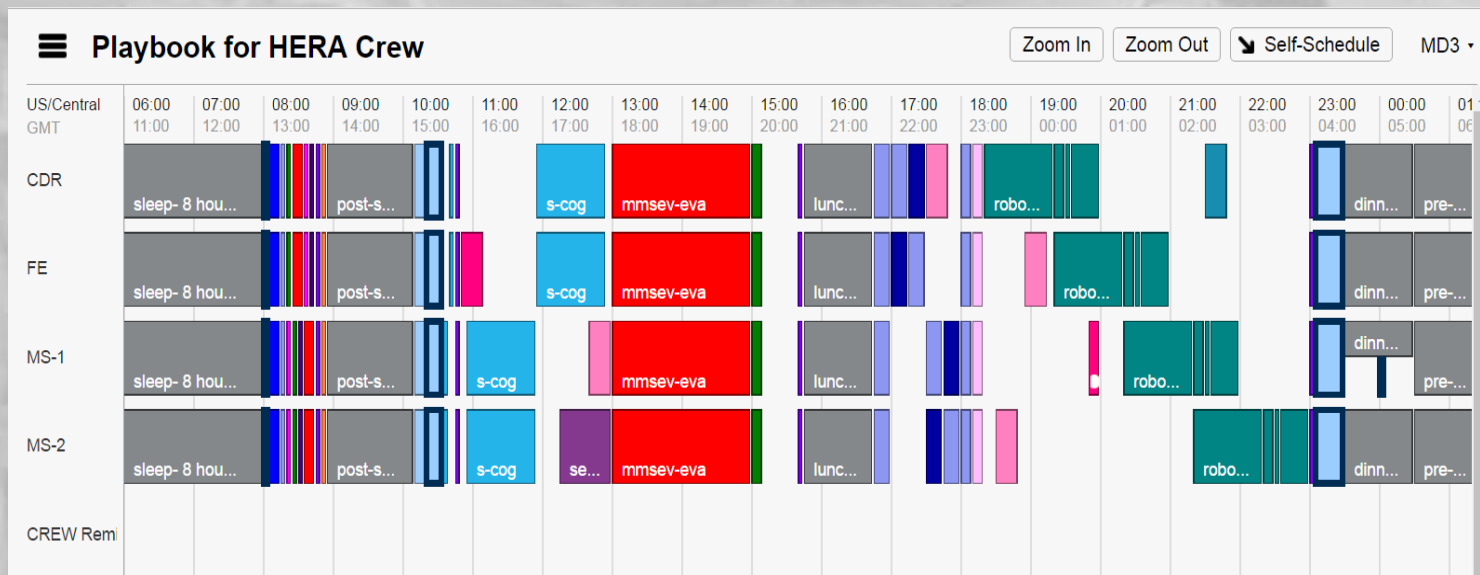 Playbook for HERA Crew
Zoom In Zoom Out Self-Schedule MD3
US/Central 06:00 07:00 08:00 09:00 10:00 11:00 12:00 13:00 14:00 15:00 16:00 17:00 18:00 19:00 20:00 21:00 22:00 23:00 00:00 01
GMT 11:00 12:00 13:00 14:00 15:00 16:00 17:00 18:00 19:00 20:00 21:00 22:00 23:00 00:00 01:00 02:00 03:00 04:00 05:00 06
CDR
sleep- 8 hou... post-s... s-cog mmsev-eva lunc... robo... dinn... pre-...
FE
sleep- 8 hou... post-s... s-cog mmsev-eva lunc... robo... dinn... pre-...
MS-1 dinn...
sleep- 8 hou... post-s... s-cog mmsev-eva lunc... robo... pre-...
MS-2
sleep- 8 hou... post-s... s-cog se... mmsev-eva lunc... robo... dinn... pre-...
CREW Remi